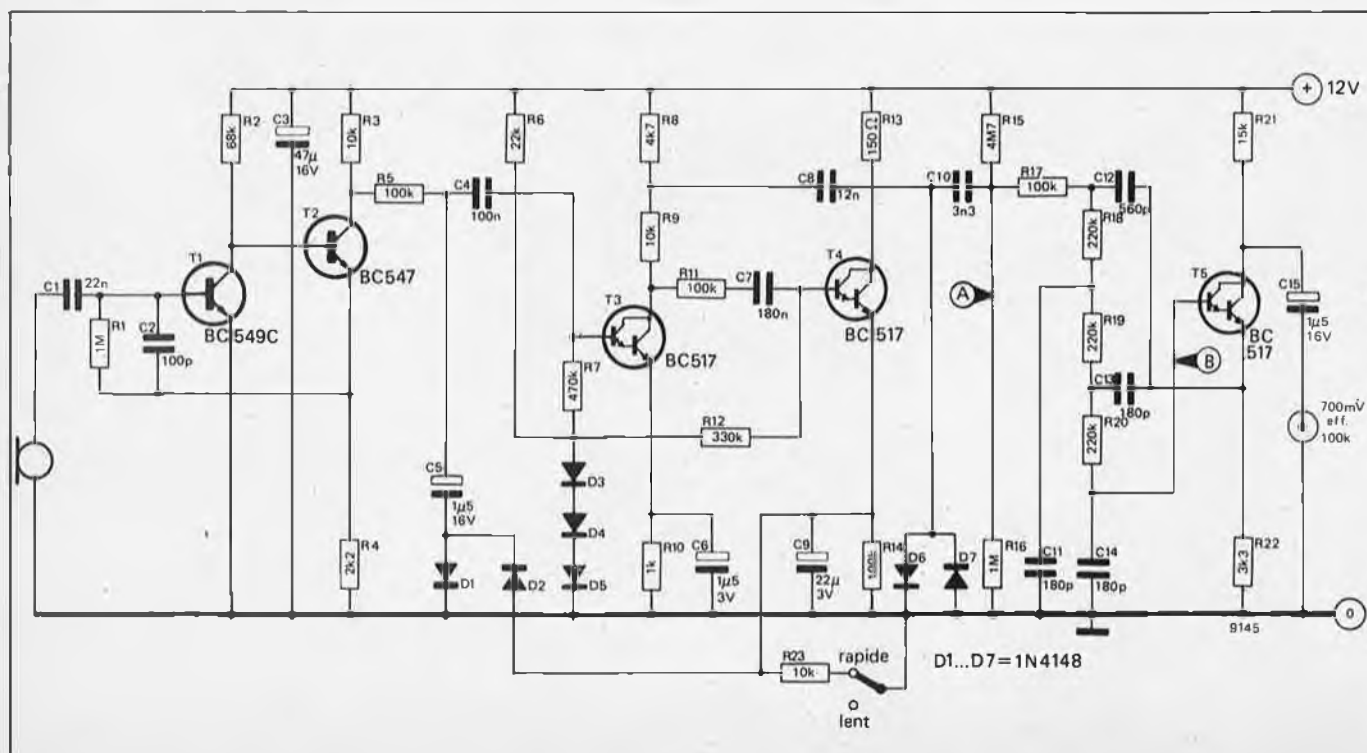 + 12V
R2
68k
C3
47µ
16V
R3
10k
R6
22k
R8
4k7
R13
150Ω
R15
4M7
R21
15k
R5
100k
C4
100n
C8
12n
C10
3n3
R17
100k
C12
560p
R18
220k
T2
BC547
R9
10k
T1
BC549C
C1
22n
R1
1M
C2
100p
R11
100k
C7
180n
T4
BC517
A
T3
BC517
R19
220k
T5
BC
517
B
C15
1µ5
16V
R7
470k
R12
330k
C13
180p
R20
220k
700mV
eff.
100k
C5
1µ5
16V
D3
D4
D5
R4
2k2
D1
D2
R10
1k
C6
1µ5
3V
C9
22µ
3V
R14
100k
D6
D7
R16
1M
C11
180p
C14
180p
R22
3k3
0
9145
R23
10k
rapide
lent
D1...D7=1N4148